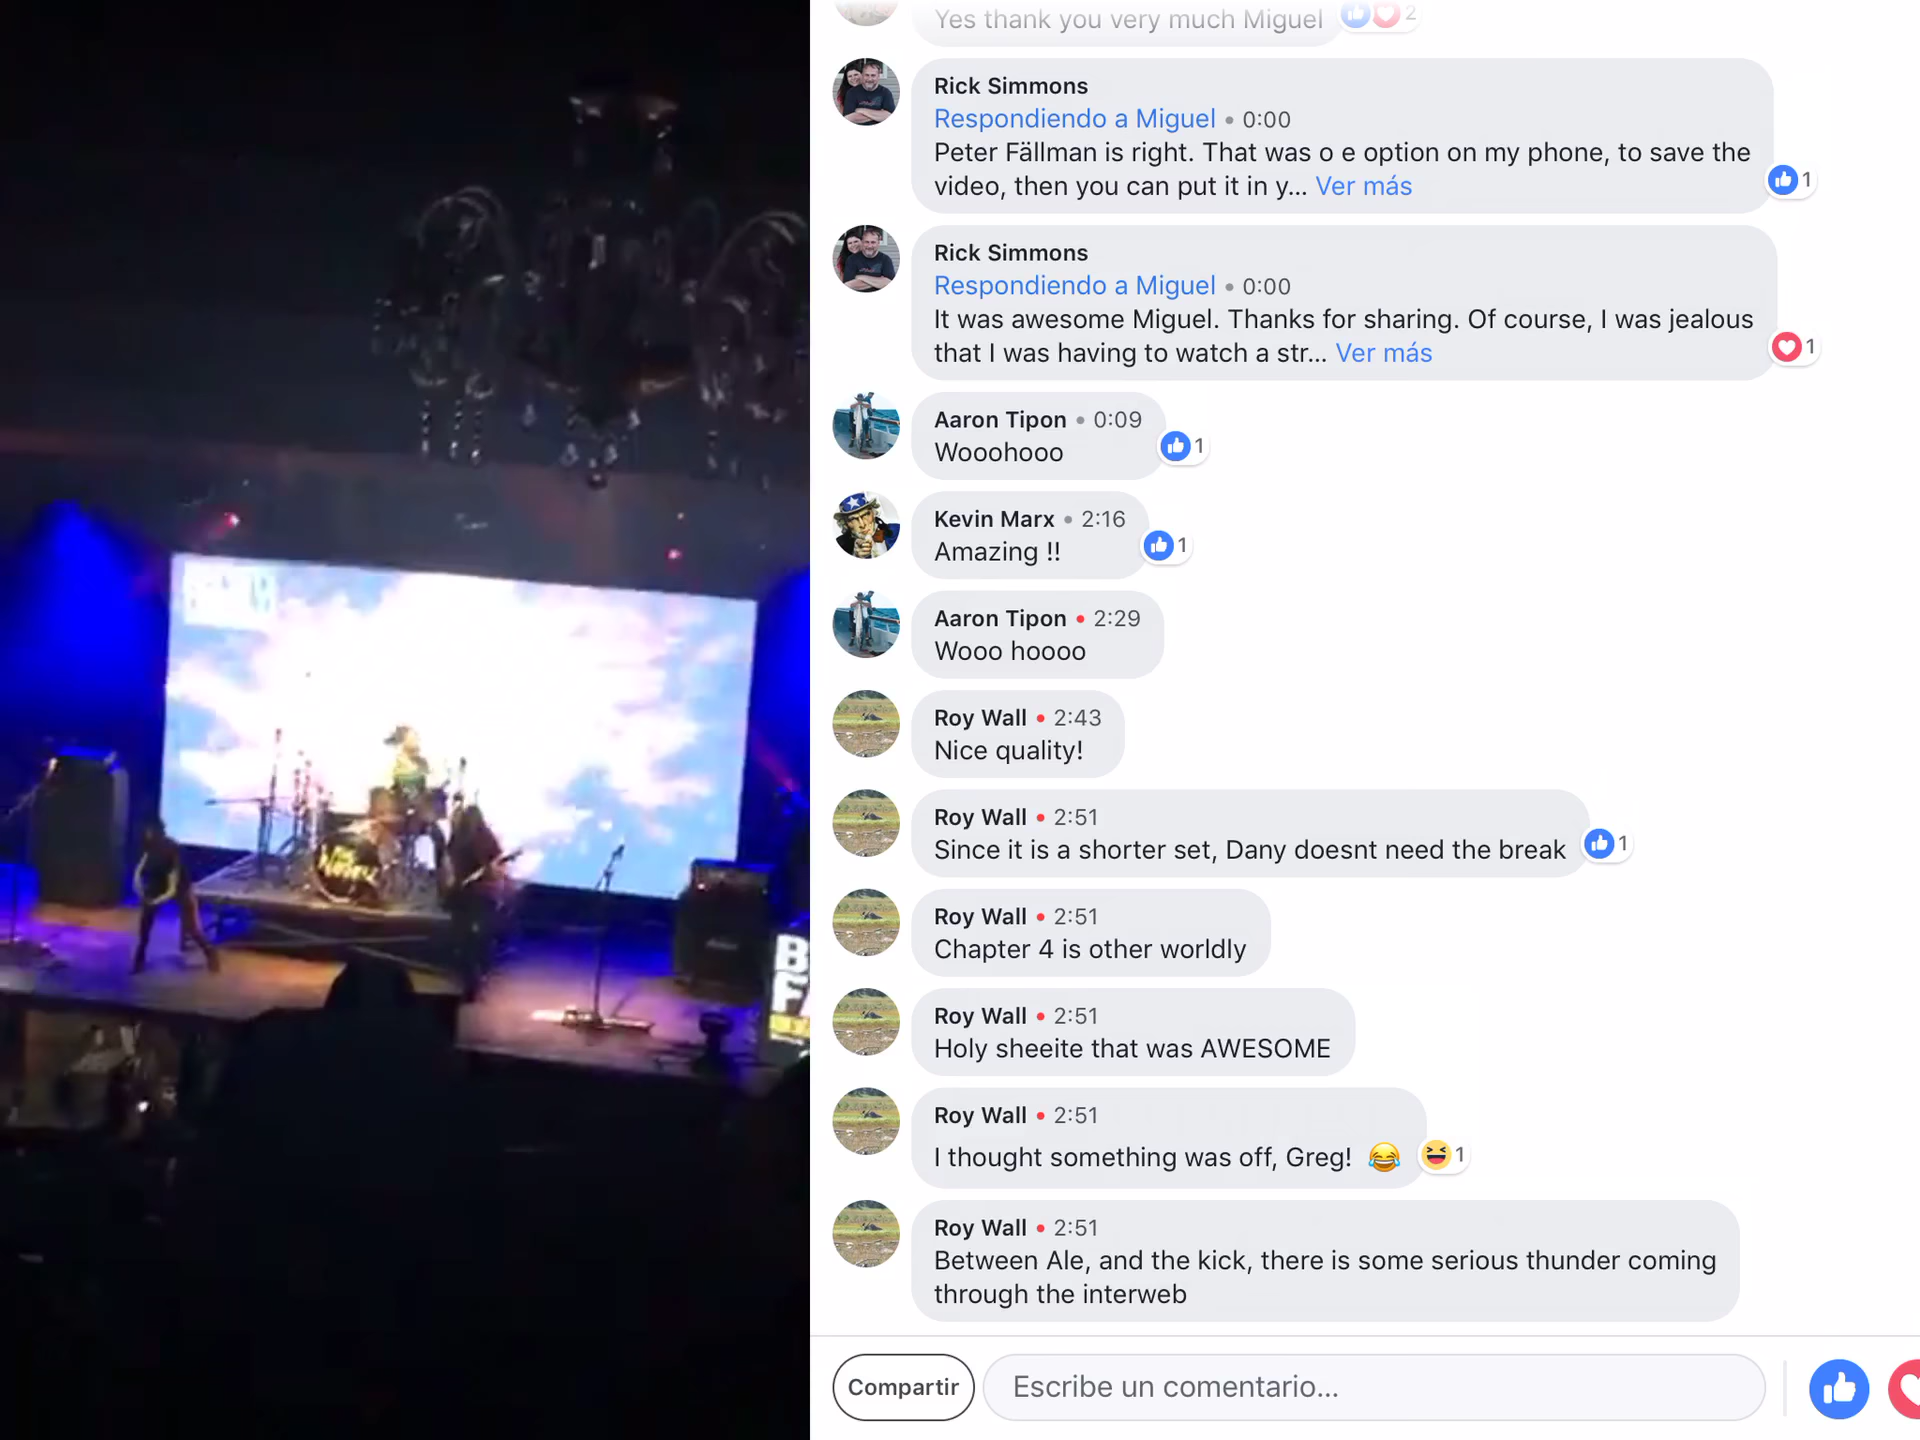 Yes thank you very much Miguel
2
Rick Simmons
Respondiendo a Miguel • 0:00
Peter Fällman is right. That was o e option on my phone, to save the
video, then you can put it in y... Ver más
1
Rick Simmons
Respondiendo a Miguel • 0:00
It was awesome Miguel. Thanks for sharing. Of course, I was jealous
that I was having to watch a str... Ver más
1
Aaron Tipon • 0:09
Wooohooo
1
Kevin Marx • 2:16
Amazing !!
1
Aaron Tipon • 2:29
Wooo hoooo
Roy Wall • 2:43
Nice quality!
Roy Wall • 2:51
Since it is a shorter set, Dany doesnt need the break
1
Roy Wall • 2:51
Chapter 4 is other worldly
Roy Wall • 2:51
Holy sheeite that was AWESOME
Roy Wall • 2:51
I thought something was off, Greg! 😂
1
Roy Wall • 2:51
Between Ale, and the kick, there is some serious thunder coming
through the interweb
Compartir
Escribe un comentario...